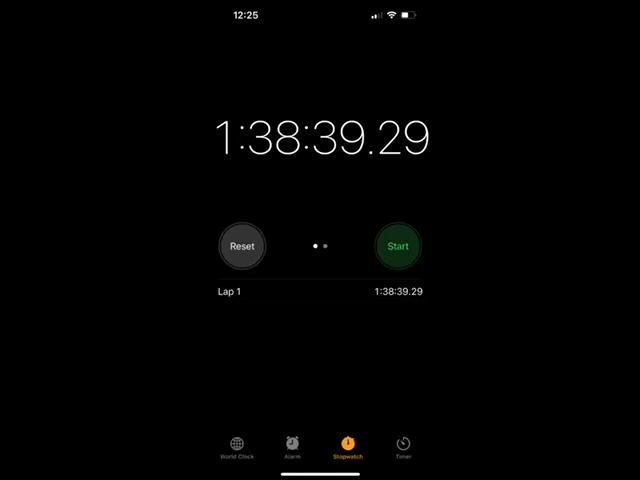 12:25
1:38:39.29
Reset
Start
Lap 1 1:38:39.29
World Clock Alarm Stopwatch Timer